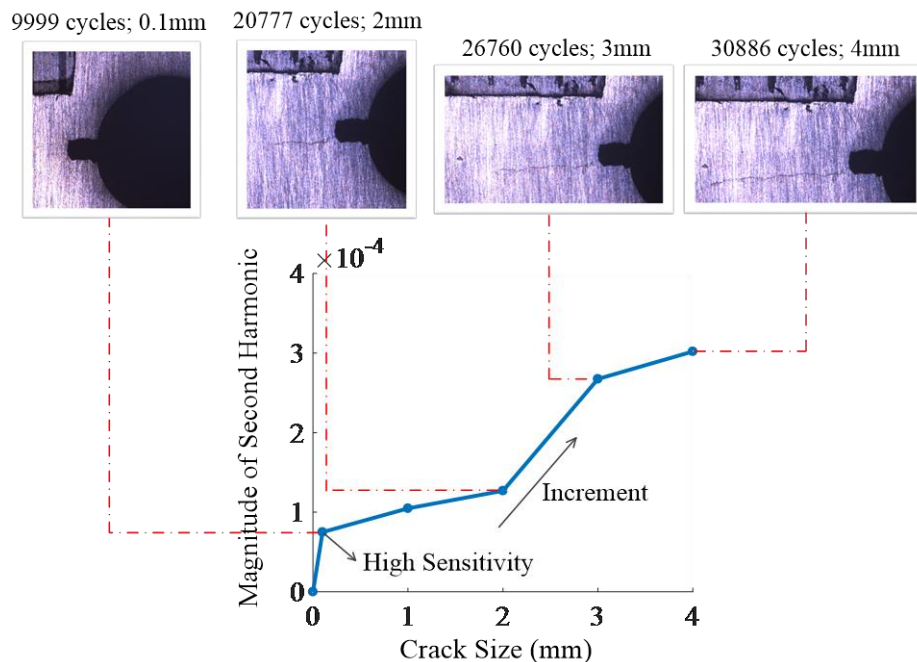 9999 cycles; 0.1mm
20777 cycles; 2mm
26760 cycles; 3mm
30886 cycles; 4mm
× 10⁻⁴
Magnitude of Second Harmonic
4
3
2
1
0
Increment
High Sensitivity
0 1 2 3 4
Crack Size (mm)